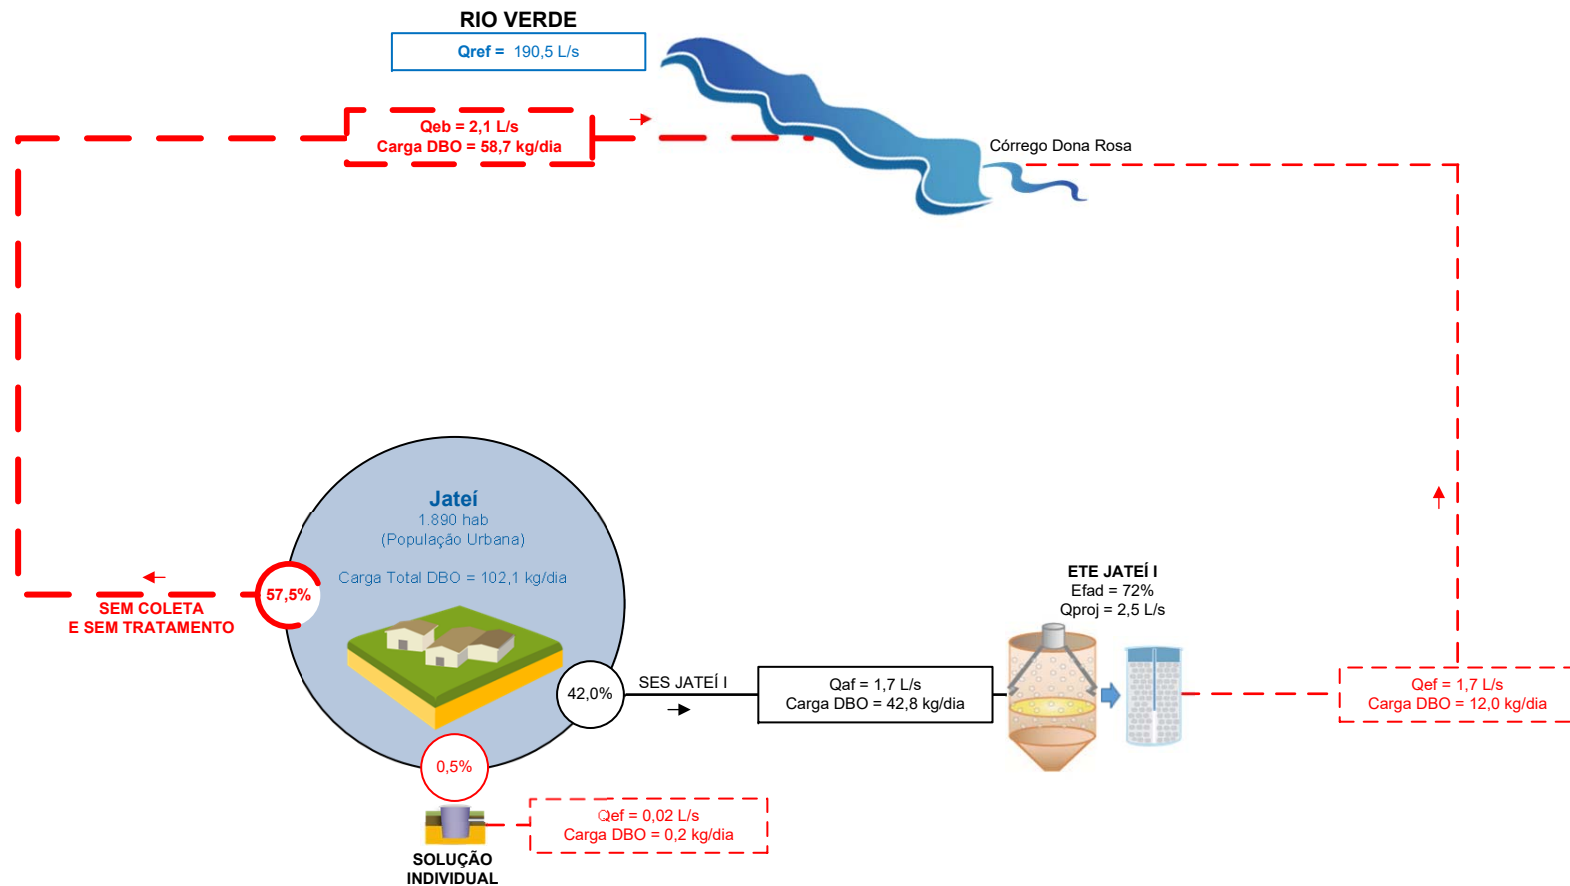 RIO VERDE
Qref = 190,5 L/s
Qeb = 2,1 L/s
Carga DBO = 58,7 kg/dia
Córrego Dona Rosa
Jateí
1.890 hab
(População Urbana)
Carga Total DBO = 102,1 kg/dia
57,5%
SEM COLETA
E SEM TRATAMENTO
42,0%
SES JATEÍ I
Qaf = 1,7 L/s
Carga DBO = 42,8 kg/dia
ETE JATEÍ I
Efad = 72%
Qproj = 2,5 L/s
Qef = 1,7 L/s
Carga DBO = 12,0 kg/dia
0,5%
Qef = 0,02 L/s
Carga DBO = 0,2 kg/dia
SOLUÇÃO
INDIVIDUAL